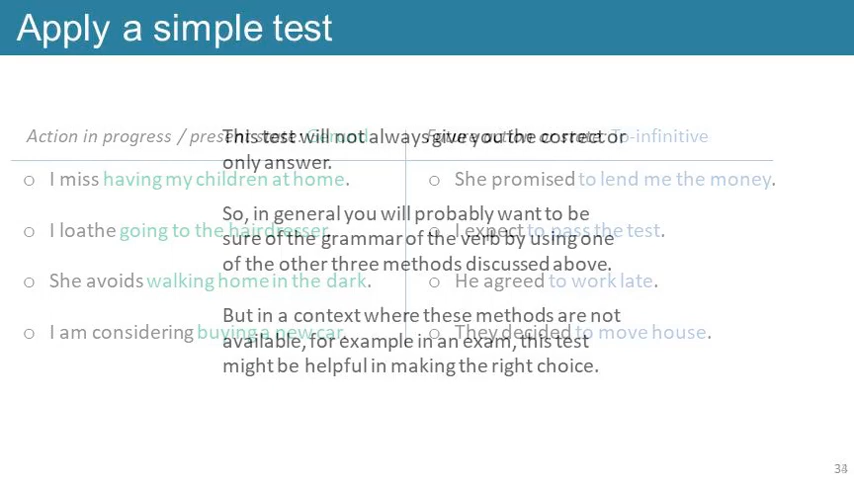 Apply a simple test
Action in progress / present state: Gerund
Future action or state: To-infinitive
This test will not always give you the correct or
only answer.
○ I miss having my children at home.
○ She promised to lend me the money.
So, in general you will probably want to be
sure of the grammar of the verb by using one
of the other three methods discussed above.
○ I loathe going to the hairdresser.
○ I expect to pass the test.
○ She avoids walking home in the dark.
○ He agreed to work late.
But in a context where these methods are not
available, for example in an exam, this test
might be helpful in making the right choice.
○ I am considering buying a new car.
○ They decided to move house.